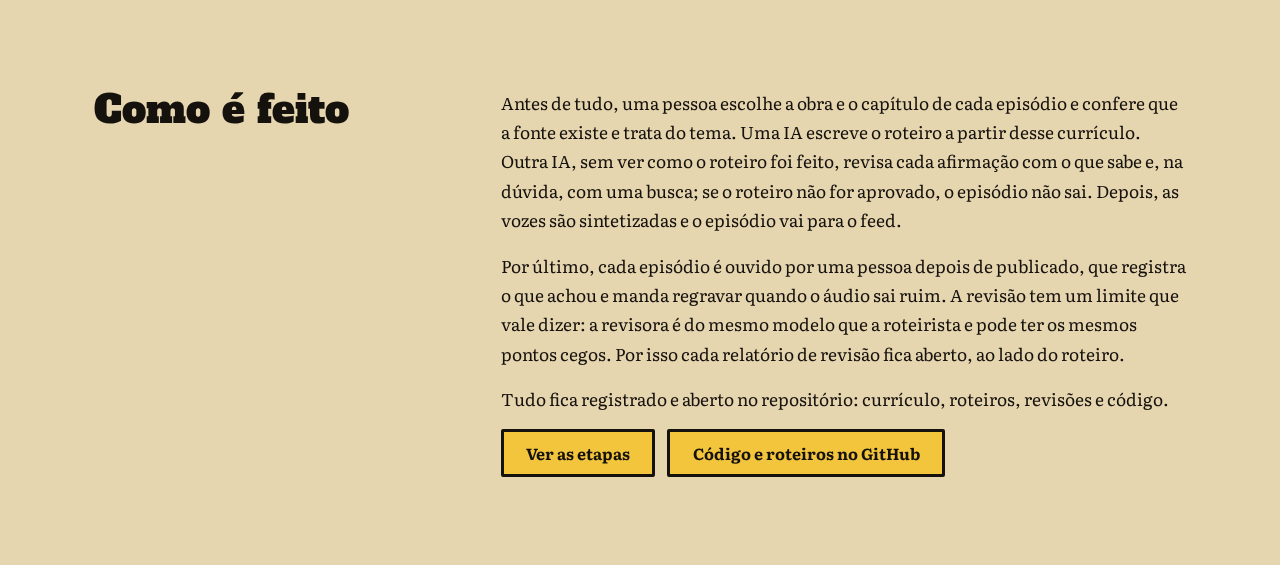 Como é feito
Antes de tudo, uma pessoa escolhe a obra e o capítulo de cada episódio e confere que
a fonte existe e trata do tema. Uma IA escreve o roteiro a partir desse currículo.
Outra IA, sem ver como o roteiro foi feito, revisa cada afirmação com o que sabe e, na
dúvida, com uma busca; se o roteiro não for aprovado, o episódio não sai. Depois, as
vozes são sintetizadas e o episódio vai para o feed.
Por último, cada episódio é ouvido por uma pessoa depois de publicado, que registra
o que achou e manda regravar quando o áudio sai ruim. A revisão tem um limite que
vale dizer: a revisora é do mesmo modelo que a roteirista e pode ter os mesmos
pontos cegos. Por isso cada relatório de revisão fica aberto, ao lado do roteiro.
Tudo fica registrado e aberto no repositório: currículo, roteiros, revisões e código.
Ver as etapas
Código e roteiros no GitHub